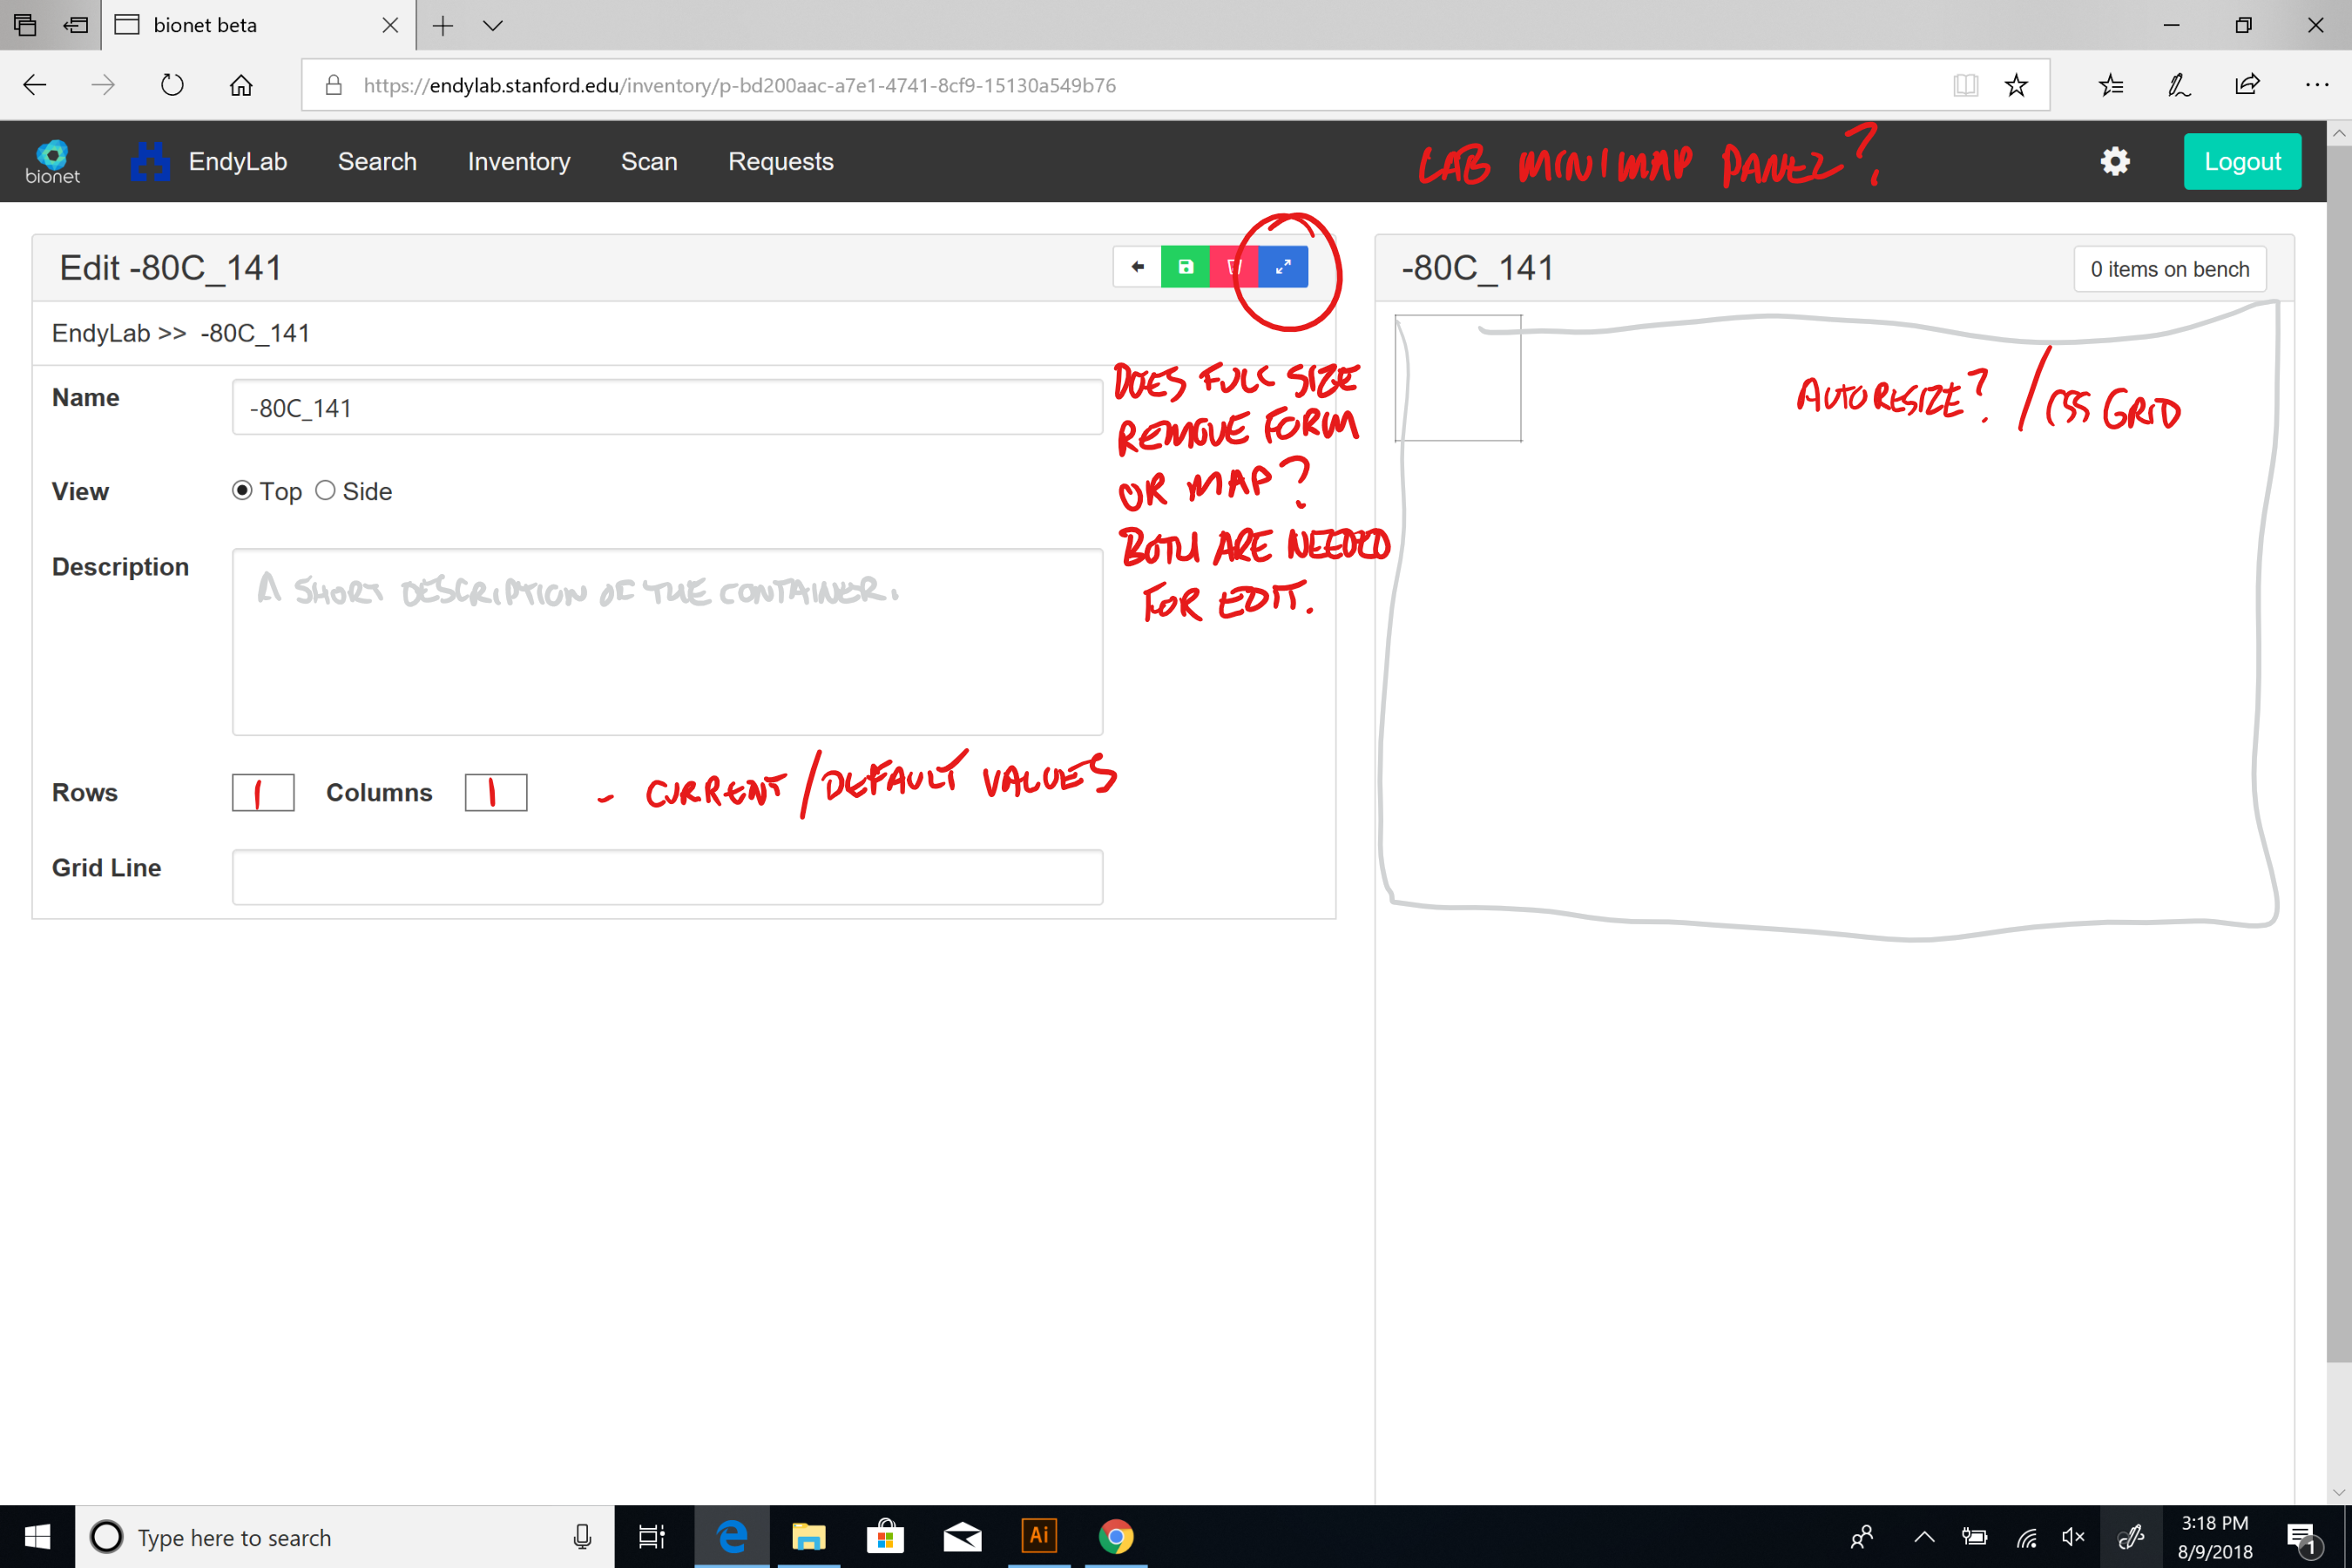 bionet beta
https://endylab.stanford.edu/inventory/p-bd200aac-a7e1-4741-8cf9-15130a549b76
bionet
EndyLab Search Inventory Scan Requests
LAB MINIMAP PANEL?
Logout
Edit -80C_141
-80C_141
0 items on bench
EndyLab >> -80C_141
Name
-80C_141
DOES FULL SIZE
REMOVE FORM
OR MAP?
BOTH ARE NEEDED
FOR EDIT.
AUTORESIZE? / CSS GRID
View
Top Side
Description
A SHORT DESCRIPTION OF THE CONTAINER.
Rows 1 Columns 1 - CURRENT / DEFAULT VALUES
Grid Line
Type here to search
Ai
3:18 PM
8/9/2018
1